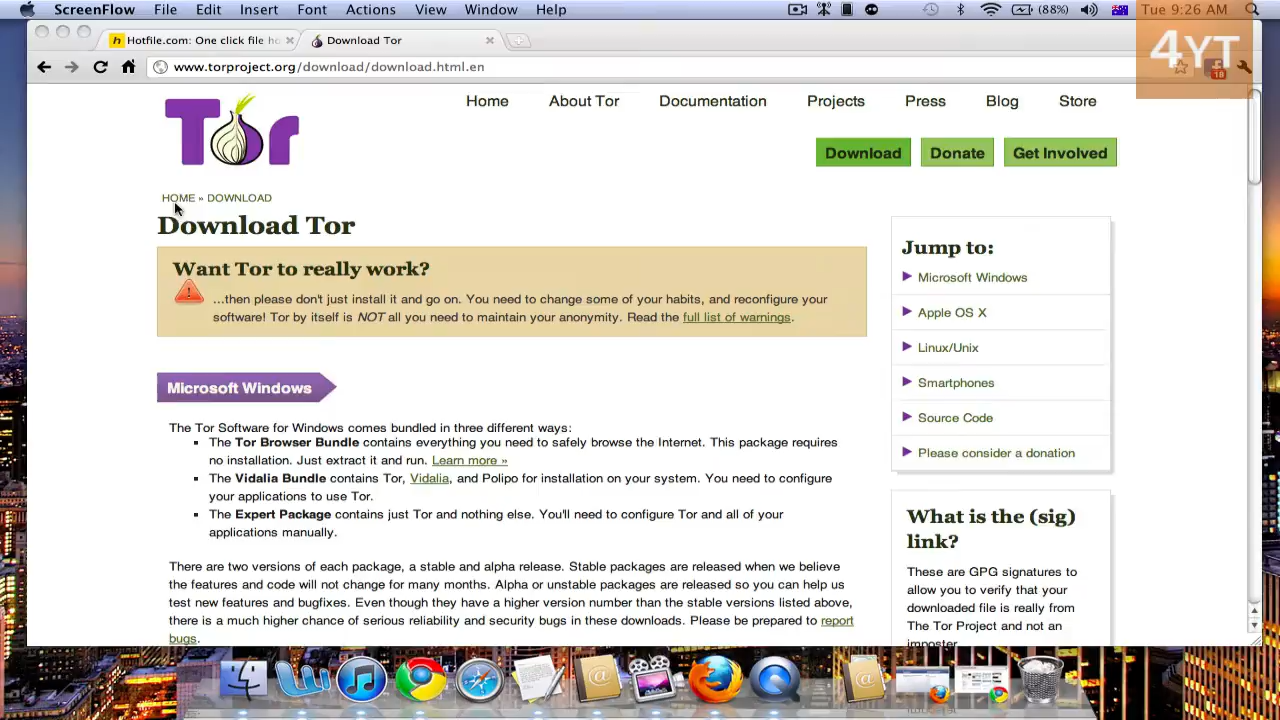 ScreenFlow File Edit Insert Font Actions View Window Help (88%) Tue 9:26 AM
Hotfile.com: One click file ho Download Tor
4YT
www.torproject.org/download/download.html.en
18
Tor
Home About Tor Documentation Projects Press Blog Store
Download Donate Get Involved
HOME » DOWNLOAD
Download Tor
Want Tor to really work?
...then please don't just install it and go on. You need to change some of your habits, and reconfigure your
software! Tor by itself is NOT all you need to maintain your anonymity. Read the full list of warnings.
Microsoft Windows
The Tor Software for Windows comes bundled in three different ways:
The Tor Browser Bundle contains everything you need to safely browse the Internet. This package requires
no installation. Just extract it and run. Learn more »
The Vidalia Bundle contains Tor, Vidalia, and Polipo for installation on your system. You need to configure
your applications to use Tor.
The Expert Package contains just Tor and nothing else. You'll need to configure Tor and all of your
applications manually.
There are two versions of each package, a stable and alpha release. Stable packages are released when we believe
the features and code will not change for many months. Alpha or unstable packages are released so you can help us
test new features and bugfixes. Even though they have a higher version number than the stable versions listed above,
there is a much higher chance of serious reliability and security bugs in these downloads. Please be prepared to report
bugs.
Jump to:
Microsoft Windows
Apple OS X
Linux/Unix
Smartphones
Source Code
Please consider a donation
What is the (sig)
link?
These are GPG signatures to
allow you to verify that your
downloaded file is really from
The Tor Project and not an
imposter.